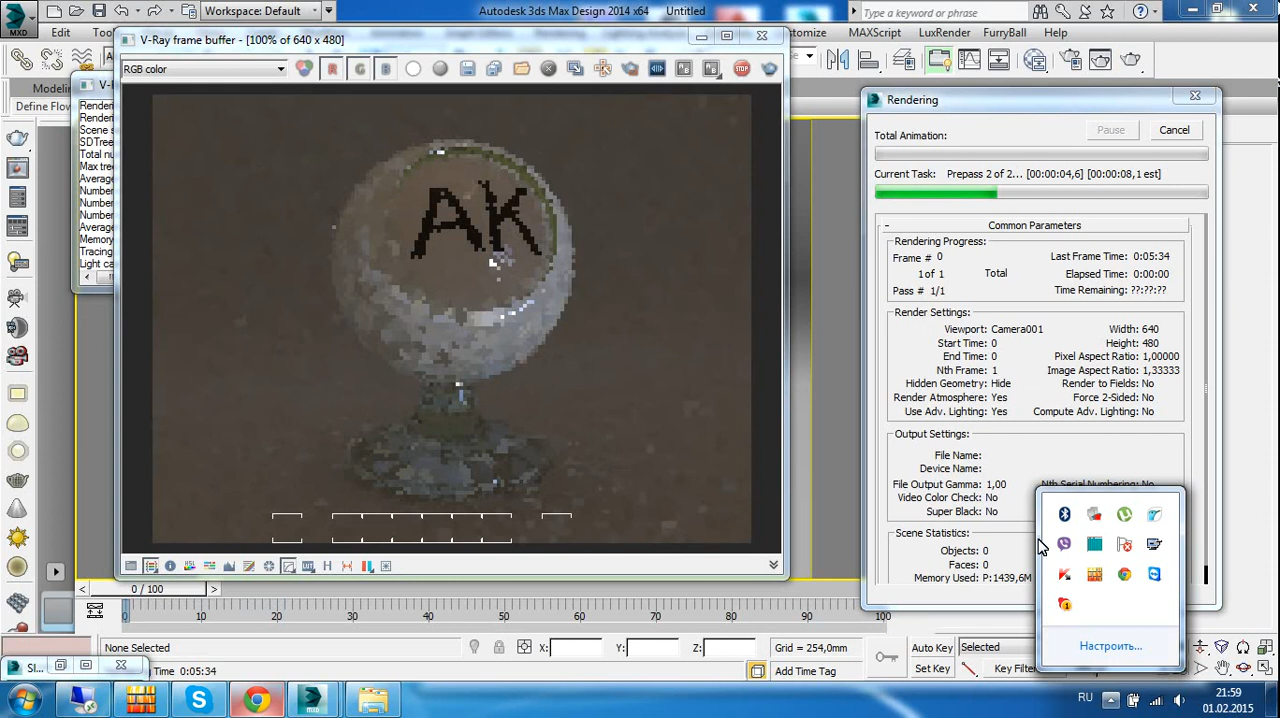 Workspace: Default
Autodesk 3ds Max Design 2014 x64 Untitled
Type a keyword or phrase
MXD
Edit
MAXScript
LuxRender
FurryBall
Help
V-Ray frame buffer - [100% of 640 x 480]
RGB color
R G B
STOP
Define Flo
AK
H
Rendering
Total Animation:
Pause
Cancel
Current Task: Prepass 2 of 2... [00:00:04,6] [00:00:08,1 est]
Common Parameters
Rendering Progress:
Frame # 0
Last Frame Time: 0:05:34
1 of 1 Total
Elapsed Time: 0:00:00
Pass # 1/1
Time Remaining: ??:??:??
Render Settings:
Viewport: Camera001
Width: 640
Start Time: 0
Height: 480
End Time: 0
Pixel Aspect Ratio: 1,00000
Nth Frame: 1
Image Aspect Ratio: 1,33333
Hidden Geometry: Hide
Render to Fields: No
Render Atmosphere: Yes
Force 2-Sided: No
Use Adv. Lighting: Yes
Compute Adv. Lighting: No
Output Settings:
File Name:
Device Name:
File Output Gamma: 1,00
Nth Serial Numbering: No
Video Color Check: No
Super Black: No
Scene Statistics:
Objects: 0
Faces: 0
Memory Used: P:1439,6M
Настроить...
0 / 100
10 20 30 40 50 60 70 80
None Selected
X:
Y:
Z:
Grid = 254,0mm
Auto Key
Selected
Time 0:05:34
Add Time Tag
Set Key
Key Filte
RU
21:59
01.02.2015